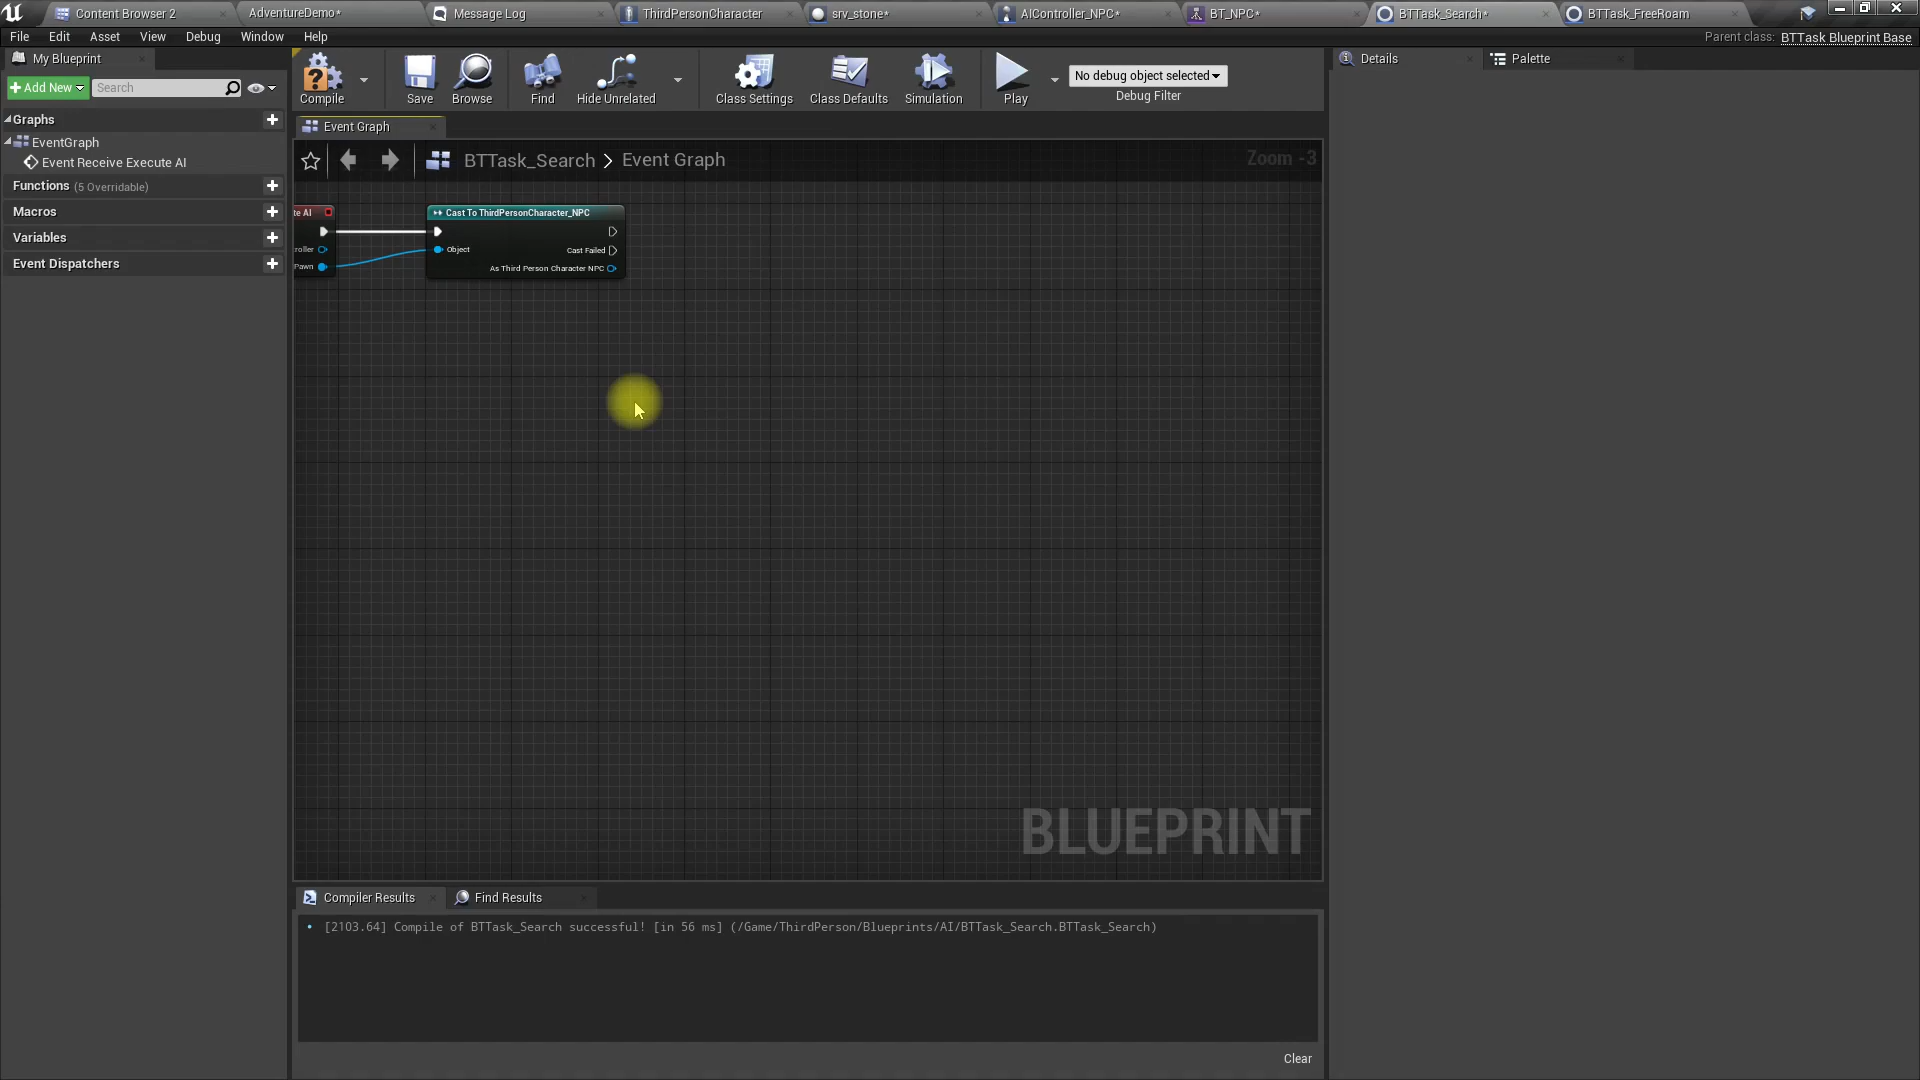 Content Browser 2
AdventureDemo*
Message Log
ThirdPersonCharacter
srv_stone*
AIController_NPC*
BT_NPC*
BTTask_Search*
BTTask_FreeRoam
File Edit Asset View Debug Window Help
Parent class: BTTask Blueprint Base
My Blueprint
Add New
Search
Compile
Save
Browse
Find
Hide Unrelated
Class Settings
Class Defaults
Simulation
Play
No debug object selected
Debug Filter
Details
Palette
Graphs
EventGraph
Event Receive Execute AI
Functions (5 Overridable)
Macros
Variables
Event Dispatchers
Event Graph
BTTask_Search > Event Graph
Zoom -3
te AI
roller
Pawn
Cast To ThirdPersonCharacter_NPC
Object
Cast Failed
As Third Person Character NPC
BLUEPRINT
Compiler Results
Find Results
[2103.64] Compile of BTTask_Search successful! [in 56 ms] (/Game/ThirdPerson/Blueprints/AI/BTTask_Search.BTTask_Search)
Clear